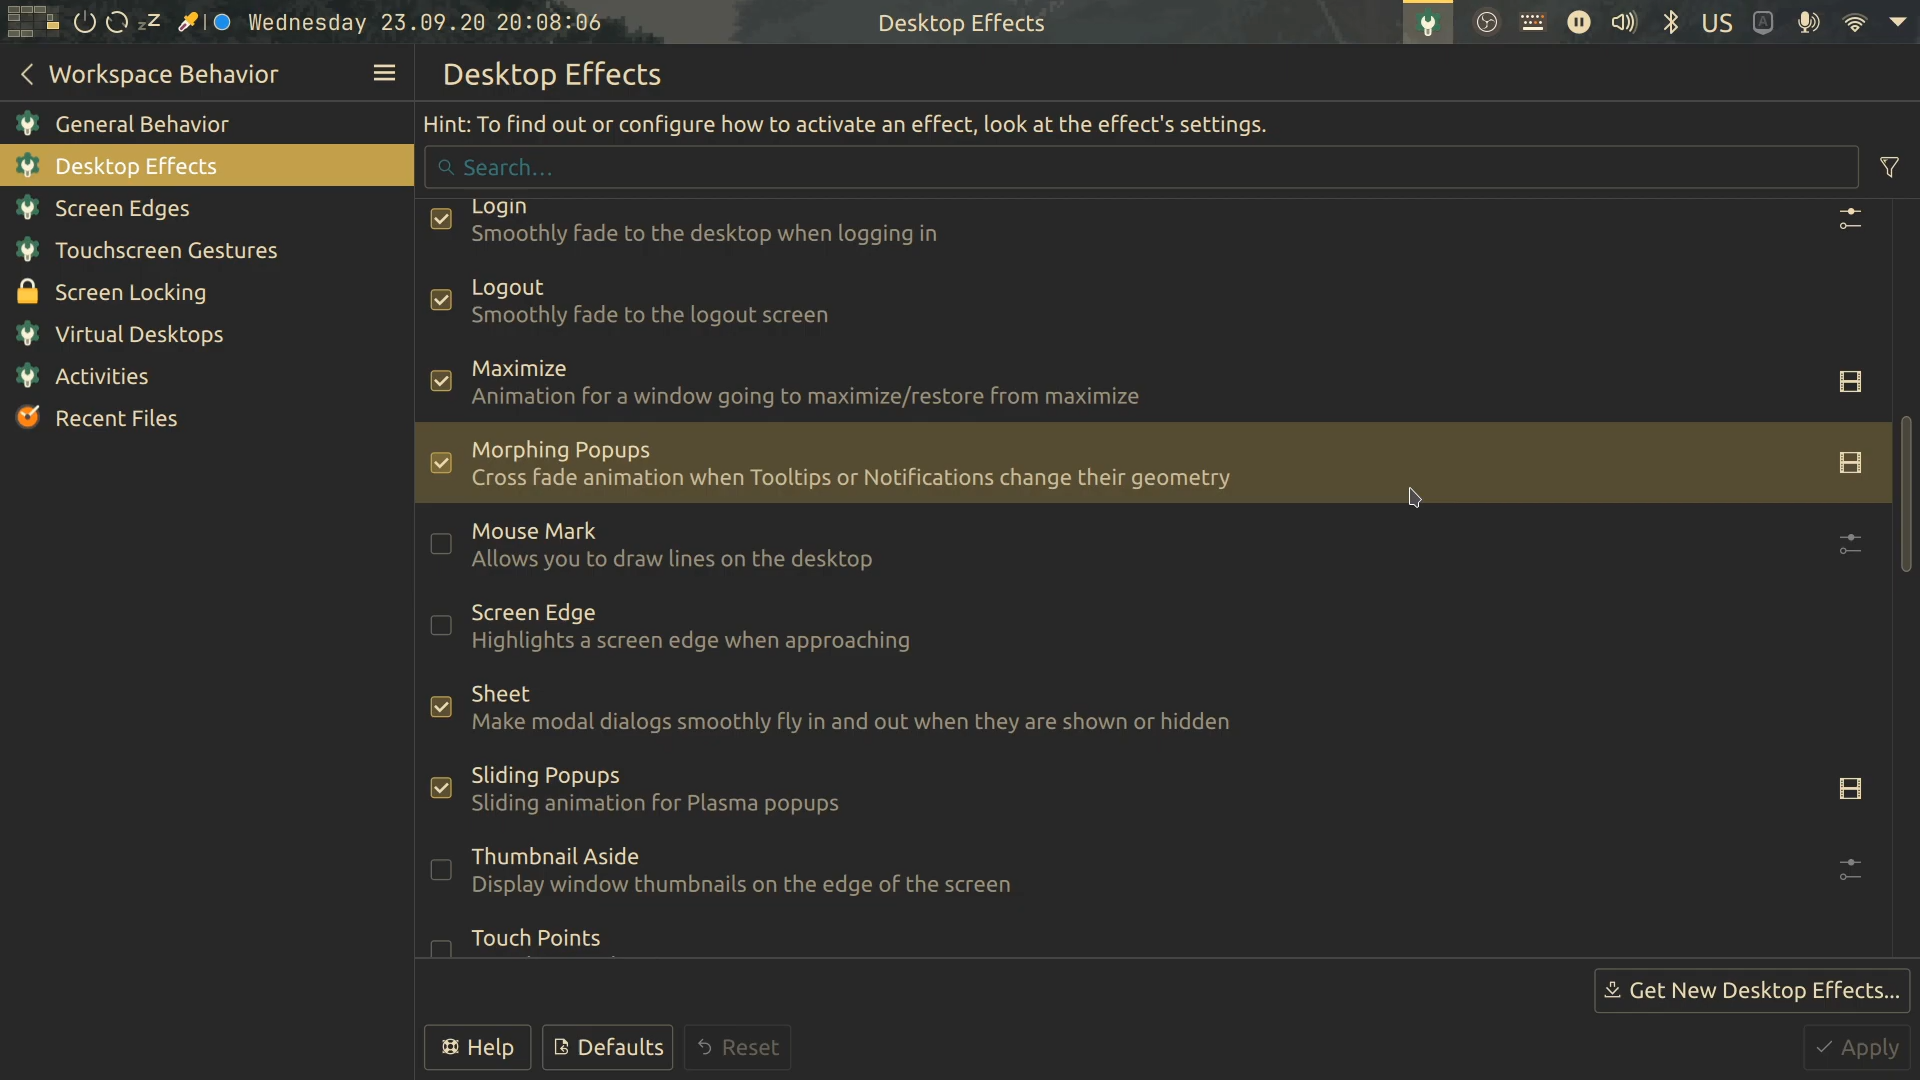 zZ
Wednesday 23.09.20 20:08:06
Desktop Effects
US
A
Workspace Behavior
Desktop Effects
General Behavior
Desktop Effects
Screen Edges
Touchscreen Gestures
Screen Locking
Virtual Desktops
Activities
Recent Files
Hint: To find out or configure how to activate an effect, look at the effect's settings.
Search…
Login
Smoothly fade to the desktop when logging in
Logout
Smoothly fade to the logout screen
Maximize
Animation for a window going to maximize/restore from maximize
Morphing Popups
Cross fade animation when Tooltips or Notifications change their geometry
Mouse Mark
Allows you to draw lines on the desktop
Screen Edge
Highlights a screen edge when approaching
Sheet
Make modal dialogs smoothly fly in and out when they are shown or hidden
Sliding Popups
Sliding animation for Plasma popups
Thumbnail Aside
Display window thumbnails on the edge of the screen
Touch Points
Get New Desktop Effects...
Help
Defaults
Reset
Apply